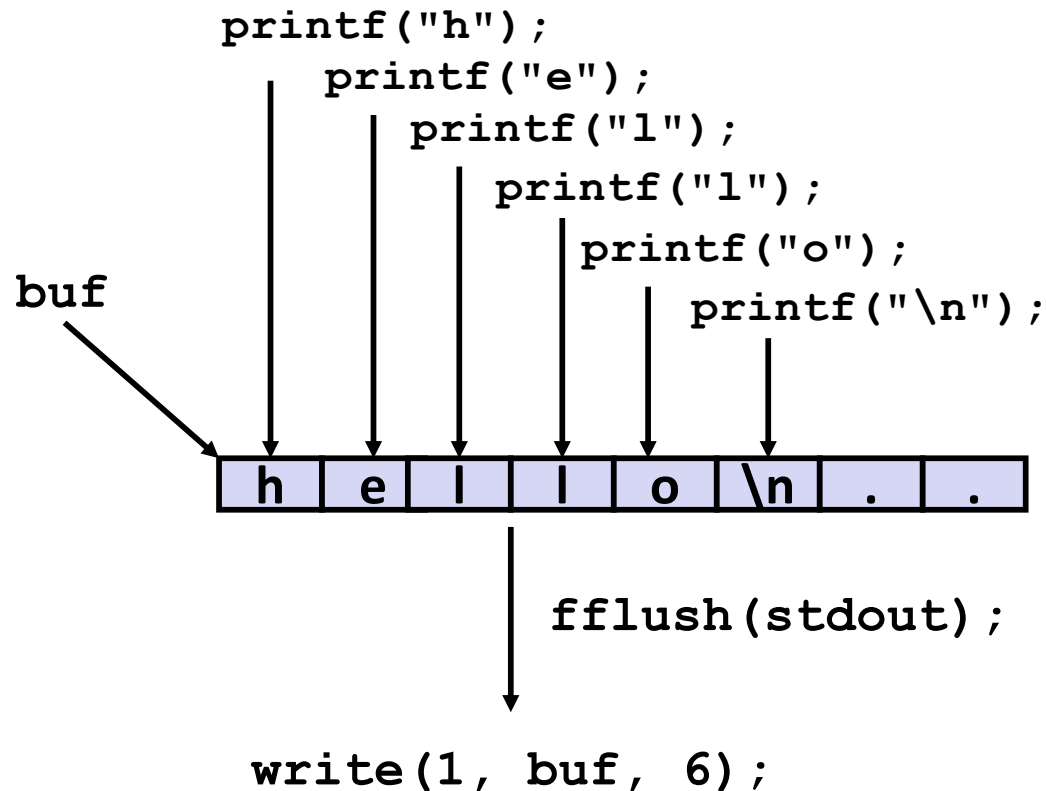 printf("h");
printf("e");
printf("l");
printf("l");
printf("o");
printf("\n");
buf
h e l l o \n . .
fflush(stdout);
write(1, buf, 6);